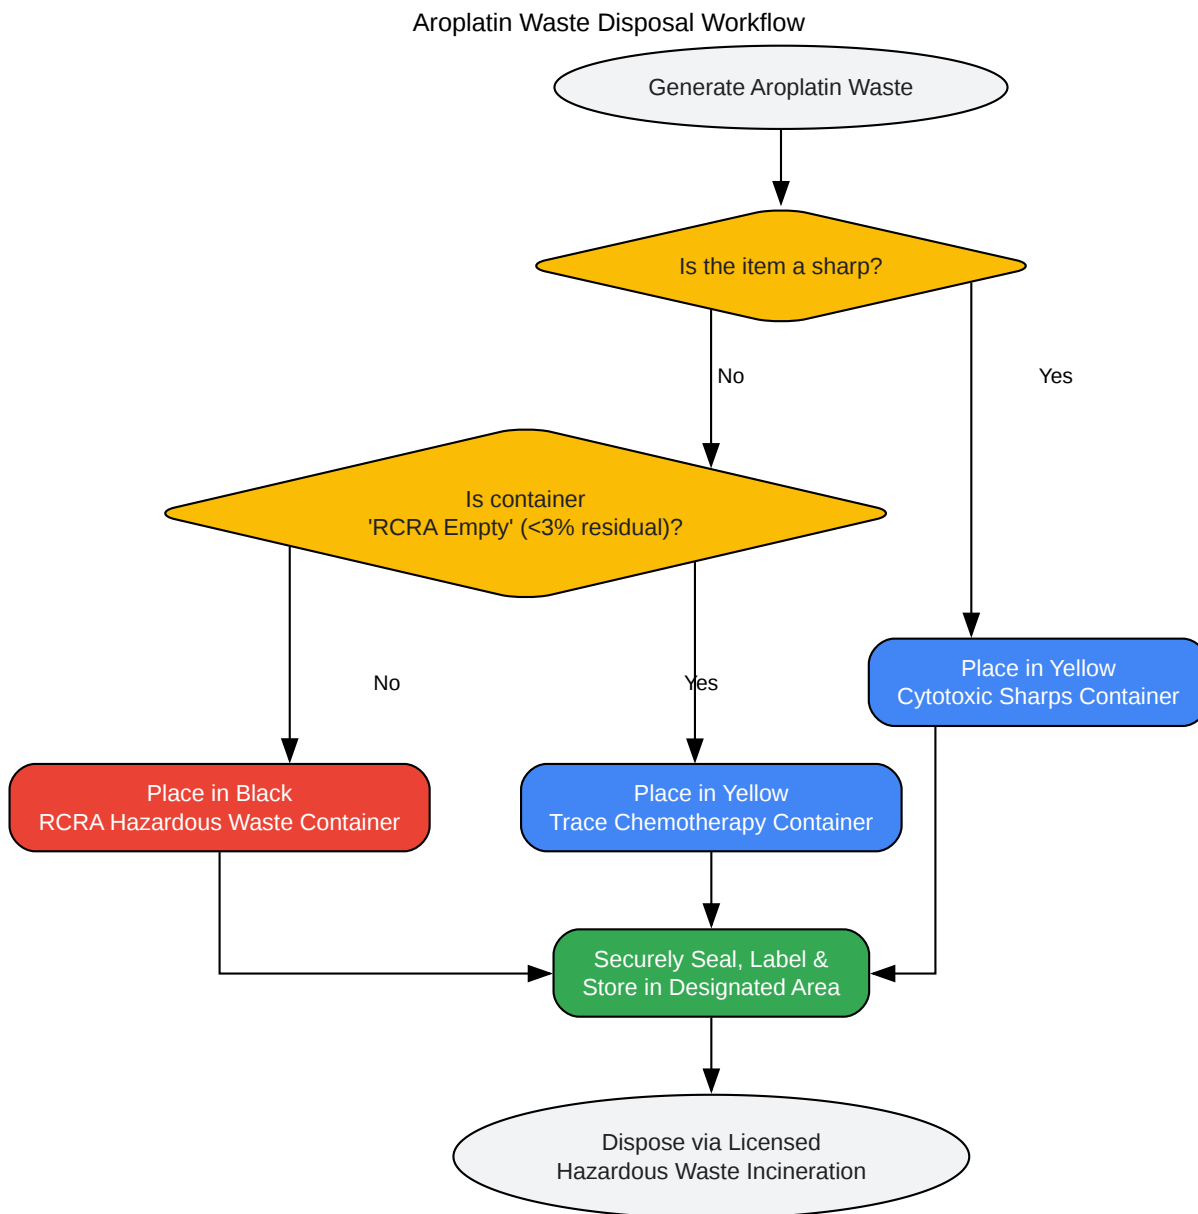 Aroplatin Waste Disposal Workflow
Generate Aroplatin Waste
Is the item a sharp?
No
Yes
Is container
'RCRA Empty' (<3% residual)?
No
Yes
Place in Yellow
Cytotoxic Sharps Container
Place in Black
RCRA Hazardous Waste Container
Place in Yellow
Trace Chemotherapy Container
Securely Seal, Label &
Store in Designated Area
Dispose via Licensed
Hazardous Waste Incineration